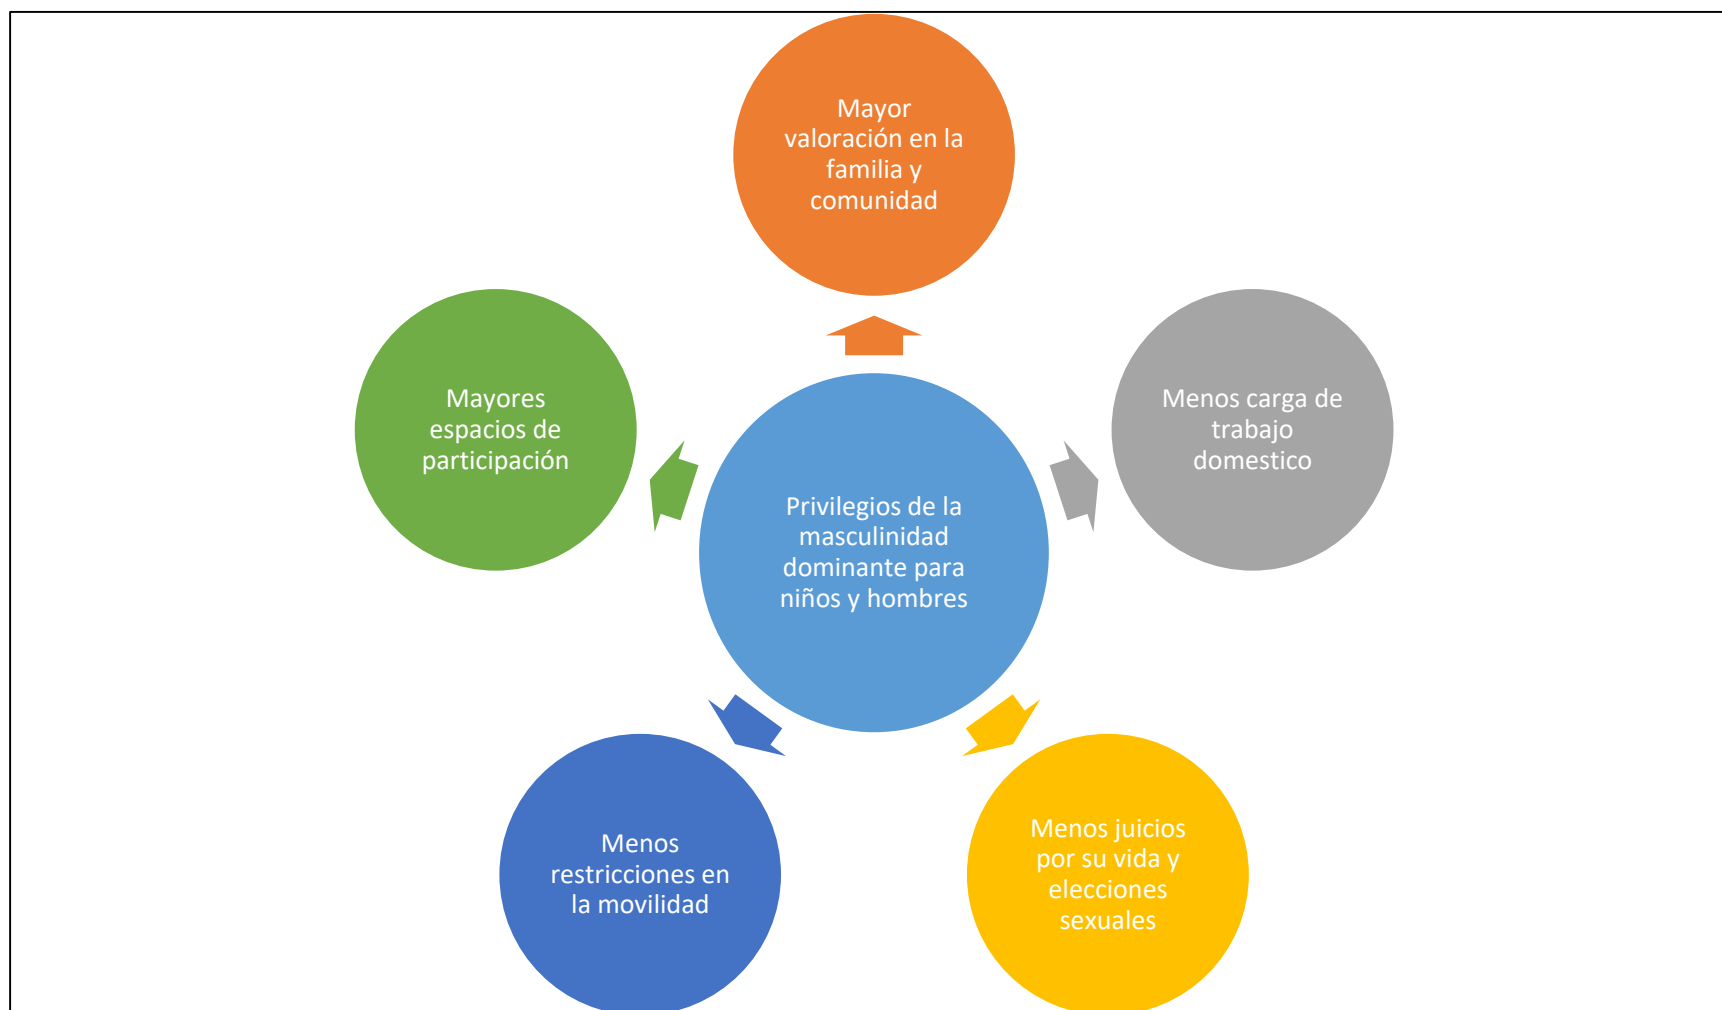 Mayor
valoración en la
familia y
comunidad
Mayores
espacios de
participación
Menos carga de
trabajo
domestico
Privilegios de la
masculinidad
dominante para
niños y hombres
Menos
restricciones en
la movilidad
Menos juicios
por su vida y
elecciones
sexuales